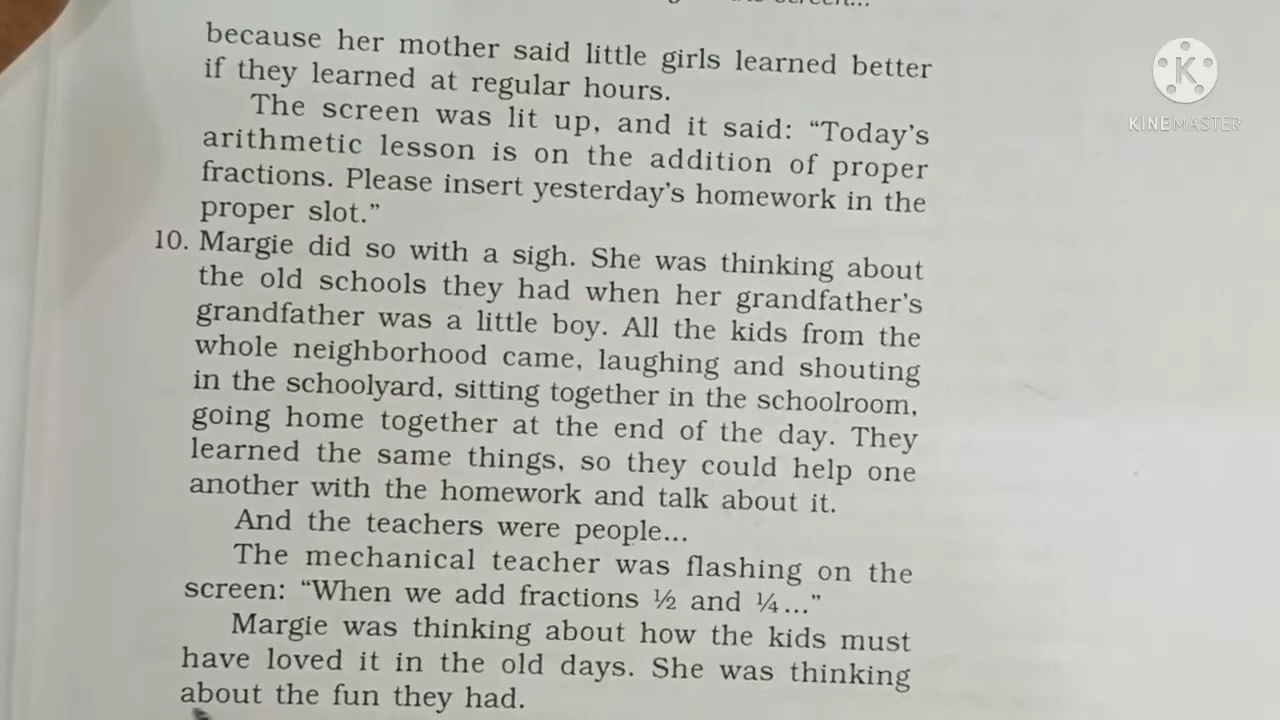 screen...
because her mother said little girls learned better
if they learned at regular hours.
The screen was lit up, and it said: “Today’s
arithmetic lesson is on the addition of proper
fractions. Please insert yesterday’s homework in the
proper slot.”
10. Margie did so with a sigh. She was thinking about
the old schools they had when her grandfather’s
grandfather was a little boy. All the kids from the
whole neighborhood came, laughing and shouting
in the schoolyard, sitting together in the schoolroom,
going home together at the end of the day. They
learned the same things, so they could help one
another with the homework and talk about it.
And the teachers were people...
The mechanical teacher was flashing on the
screen: “When we add fractions ½ and ¼...”
Margie was thinking about how the kids must
have loved it in the old days. She was thinking
about the fun they had.
K
KINEMASTER